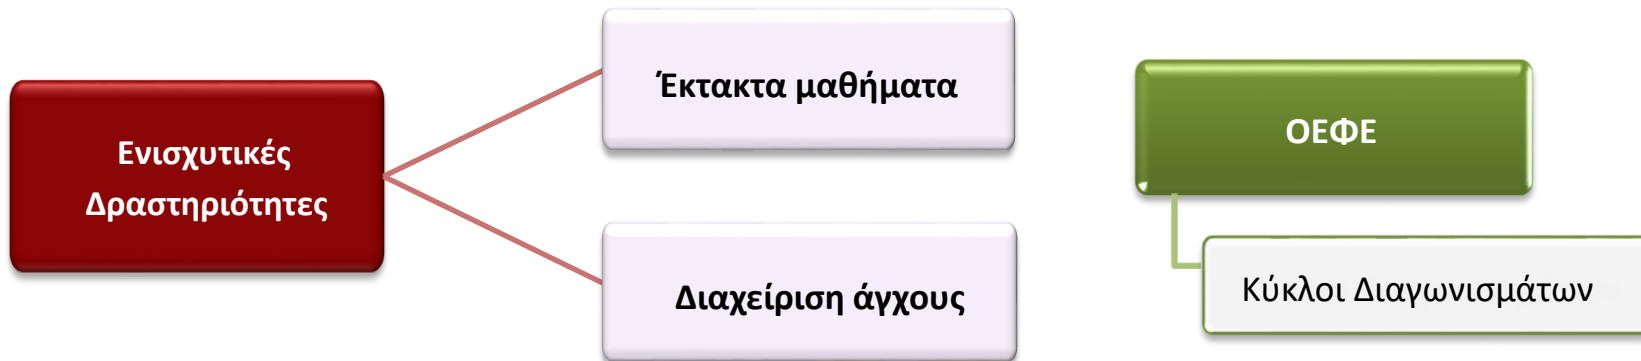 Ενισχυτικές
Δραστηριότητες
Έκτακτα μαθήματα
Διαχείριση άγχους
ΟΕΦΕ
Κύκλοι Διαγωνισμάτων